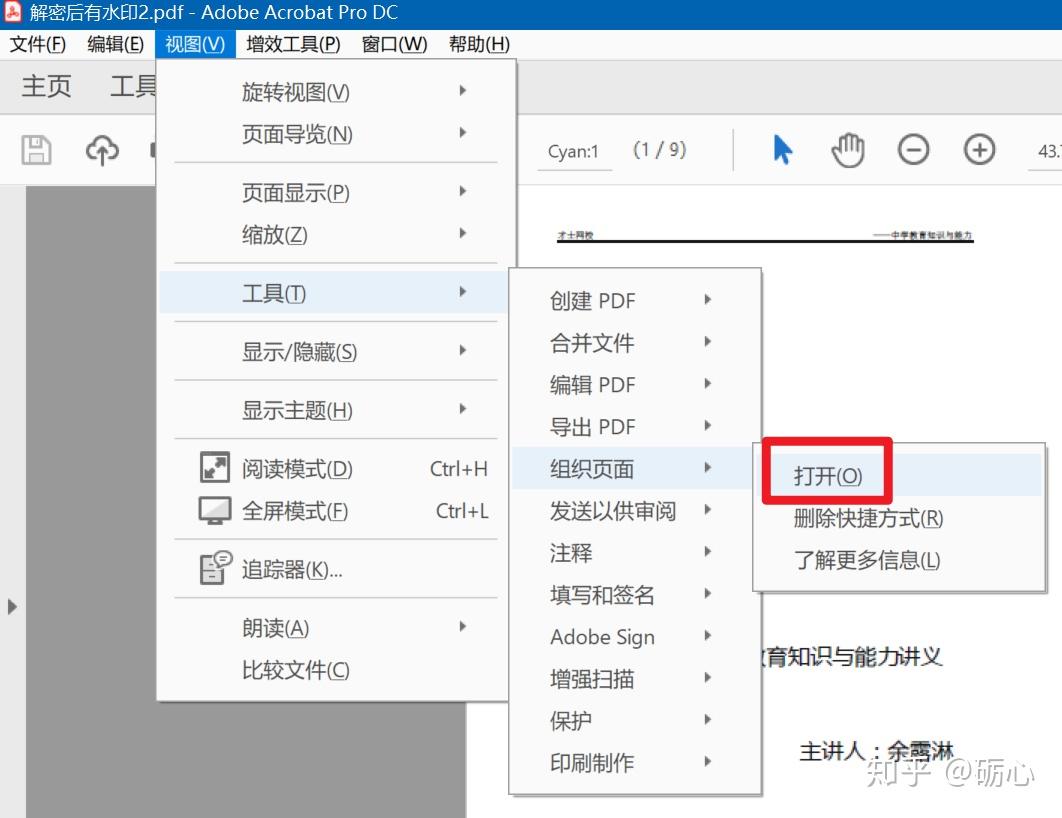 解密后有水印2.pdf - Adobe Acrobat Pro DC
文件(F) 编辑(E) 视图(V) 增效工具(P) 窗口(W) 帮助(H)
主页 工具
Cyan:1 (1 / 9) 43.
旋转视图(V)
页面导览(N)
页面显示(P)
缩放(Z)
工具(T)
显示/隐藏(S)
显示主题(H)
阅读模式(D) Ctrl+H
全屏模式(F) Ctrl+L
追踪器(K)...
朗读(A)
比较文件(C)
创建 PDF
合并文件
编辑 PDF
导出 PDF
组织页面
发送以供审阅
注释
填写和签名
Adobe Sign
增强扫描
保护
印刷制作
打开(O)
删除快捷方式(R)
了解更多信息(L)
才士网校 ——中学教育知识与能力
育知识与能力讲义
主讲人：余露淋
知乎 @砺心